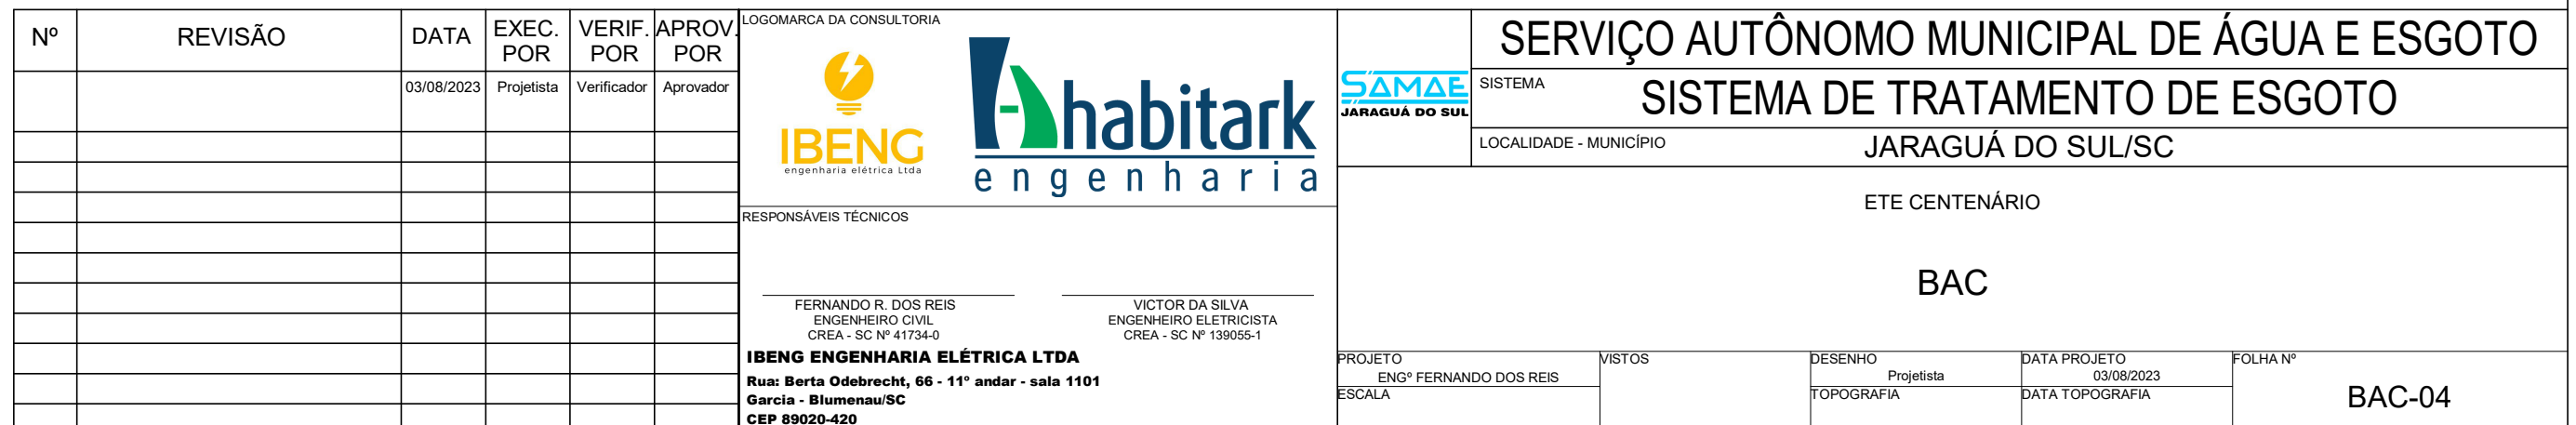 Nº REVISÃO DATA EXEC. POR VERIF. POR APROV. POR
03/08/2023 Projetista Verificador Aprovador
LOGOMARCA DA CONSULTORIA
IBENG
engenharia elétrica Ltda
habitark
engenharia
RESPONSÁVEIS TÉCNICOS
FERNANDO R. DOS REIS
ENGENHEIRO CIVIL
CREA - SC Nº 41734-0
VICTOR DA SILVA
ENGENHEIRO ELETRICISTA
CREA - SC Nº 139055-1
IBENG ENGENHARIA ELÉTRICA LTDA
Rua: Berta Odebrecht, 66 - 11º andar - sala 1101
Garcia - Blumenau/SC
CEP 89020-420
SAMAE
JARAGUÁ DO SUL
SERVIÇO AUTÔNOMO MUNICIPAL DE ÁGUA E ESGOTO
SISTEMA
SISTEMA DE TRATAMENTO DE ESGOTO
LOCALIDADE - MUNICÍPIO
JARAGUÁ DO SUL/SC
ETE CENTENÁRIO
BAC
PROJETO
ENGº FERNANDO DOS REIS
ESCALA
VISTOS
DESENHO
Projetista
TOPOGRAFIA
DATA PROJETO
03/08/2023
DATA TOPOGRAFIA
FOLHA Nº
BAC-04